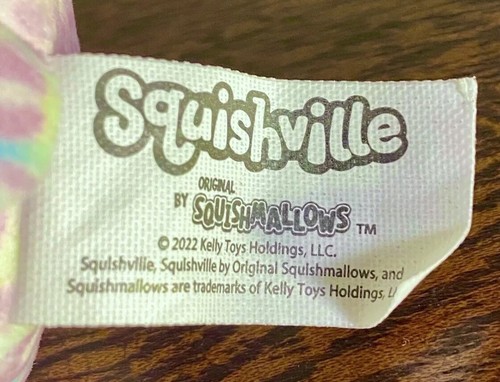 Squishville
ORIGINAL
BY SQUISHMALLOWS TM
© 2022 Kelly Toys Holdings, LLC.
Squishville, Squishville by Original Squishmallows, and
Squishmallows are trademarks of Kelly Toys Holdings,